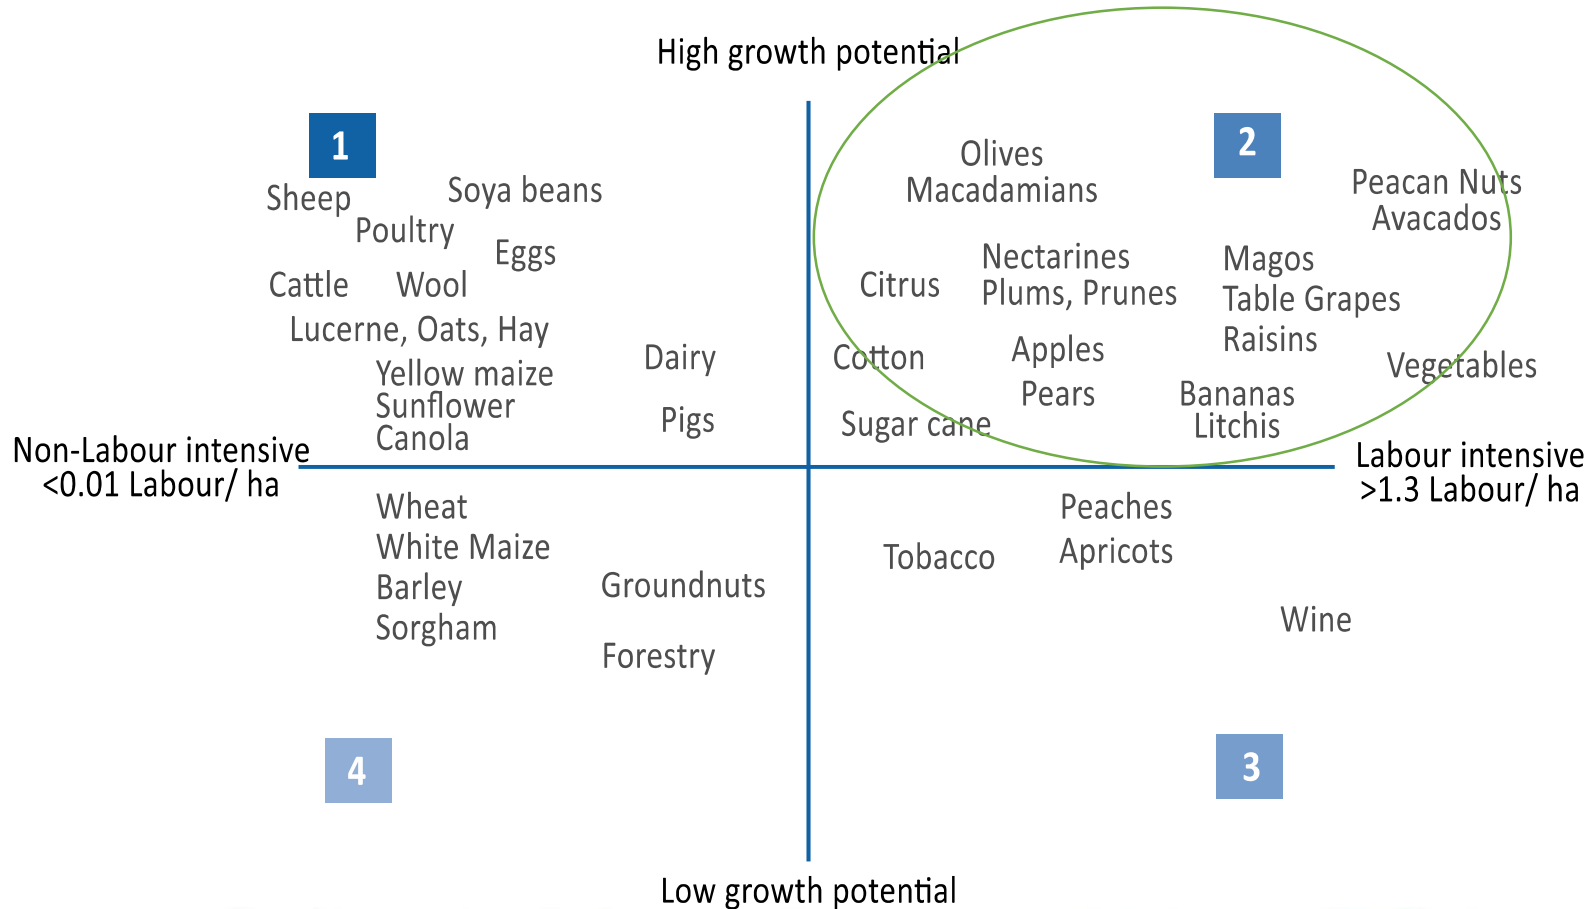 High growth potential
1
2
Sheep
Soya beans
Poultry
Eggs
Cattle
Wool
Lucerne, Oats, Hay
Yellow maize
Sunflower
Canola
Dairy
Pigs
Olives
Macadamians
Peacan Nuts
Avacados
Citrus
Nectarines
Plums, Prunes
Magos
Table Grapes
Raisins
Cotton
Apples
Pears
Vegetables
Bananas
Litchis
Sugar cane
Non-Labour intensive
<0.01 Labour/ ha
Labour intensive
>1.3 Labour/ ha
Wheat
White Maize
Barley
Sorgham
Groundnuts
Forestry
Tobacco
Peaches
Apricots
Wine
4
3
Low growth potential